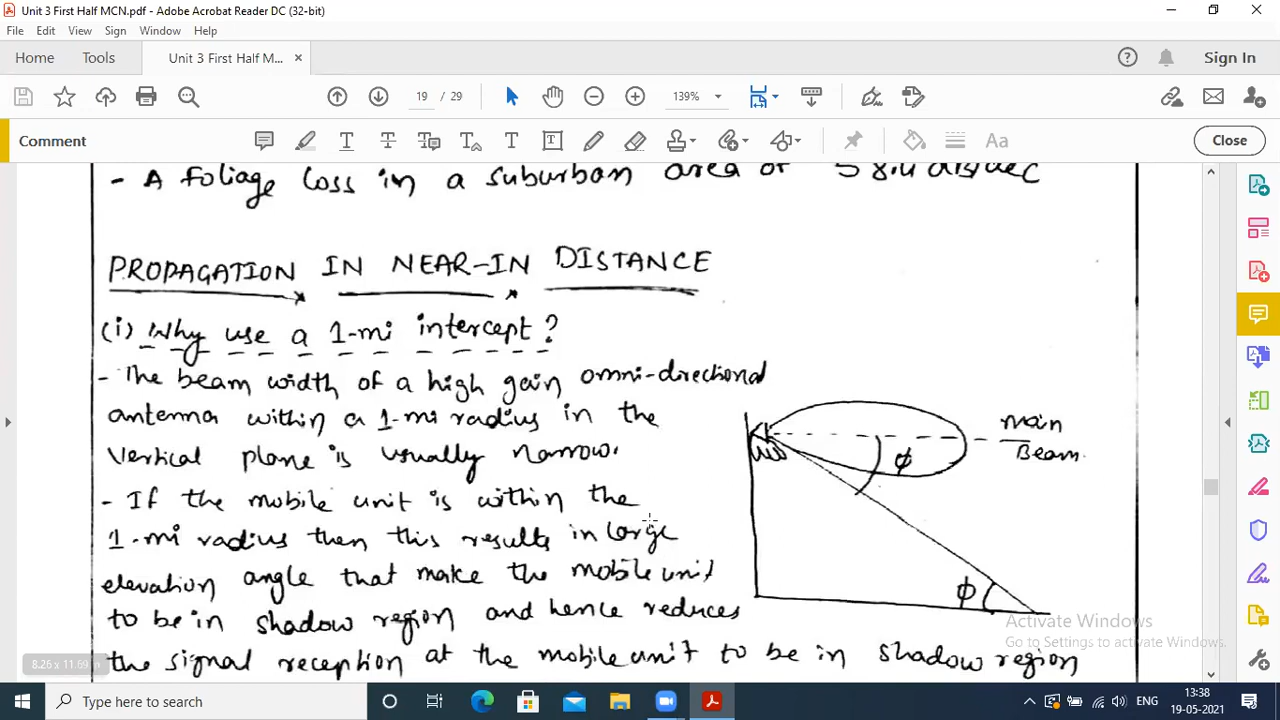 Unit 3 First Half MCN.pdf - Adobe Acrobat Reader DC (32-bit)
File Edit View Sign Window Help
Home Tools Unit 3 First Half M... × Sign In
19 / 29 139%
Comment Close
- A foliage loss in a suburban area of
PROPAGATION IN NEAR-IN DISTANCE
(i) Why use a 1-mi intercept?
- The beam width of a high gain omni-directional
antenna within a 1-mi radius in the
vertical plane is usually narrow.
- If the mobile unit is within the
1-mi radius then this results in large
elevation angle that make the mobile unit
to be in shadow region and hence reduces
the signal reception at the mobile unit to be in shadow region
main
Beam
φ
φ
Activate Windows
Go to Settings to activate Windows.
8.26 x 11.69 in
Type here to search
ENG
13:38
19-05-2021